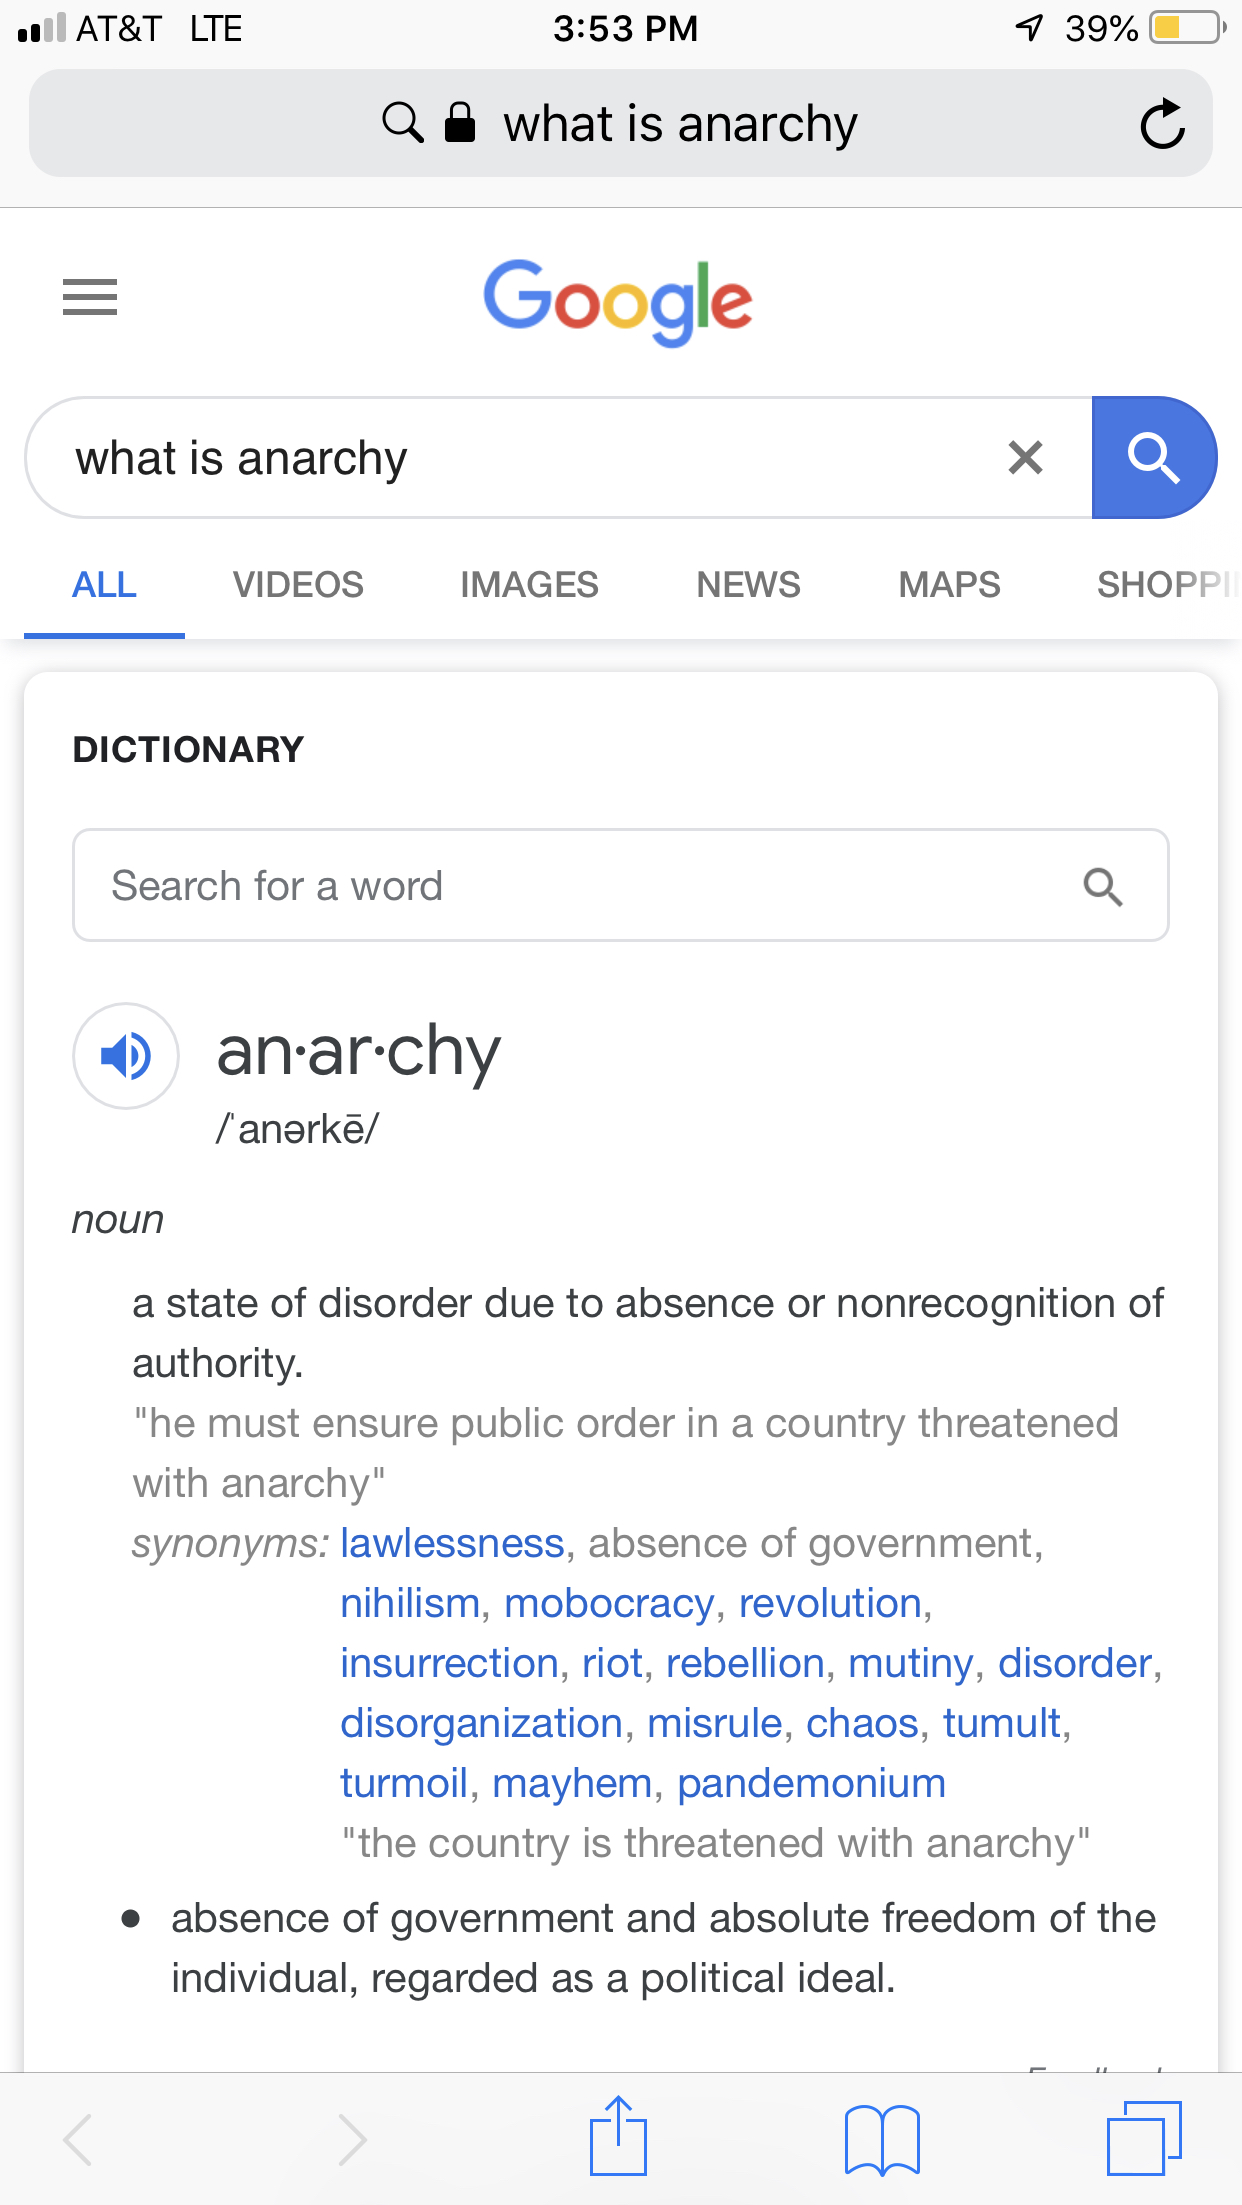 AT&T LTE 3:53 PM 39%
what is anarchy
Google
what is anarchy
ALL VIDEOS IMAGES NEWS MAPS SHOPPI
DICTIONARY
Search for a word
an·ar·chy
/ˈanərkē/
noun
a state of disorder due to absence or nonrecognition of
authority.
"he must ensure public order in a country threatened
with anarchy"
synonyms: lawlessness, absence of government,
nihilism, mobocracy, revolution,
insurrection, riot, rebellion, mutiny, disorder,
disorganization, misrule, chaos, tumult,
turmoil, mayhem, pandemonium
"the country is threatened with anarchy"
● absence of government and absolute freedom of the
individual, regarded as a political ideal.